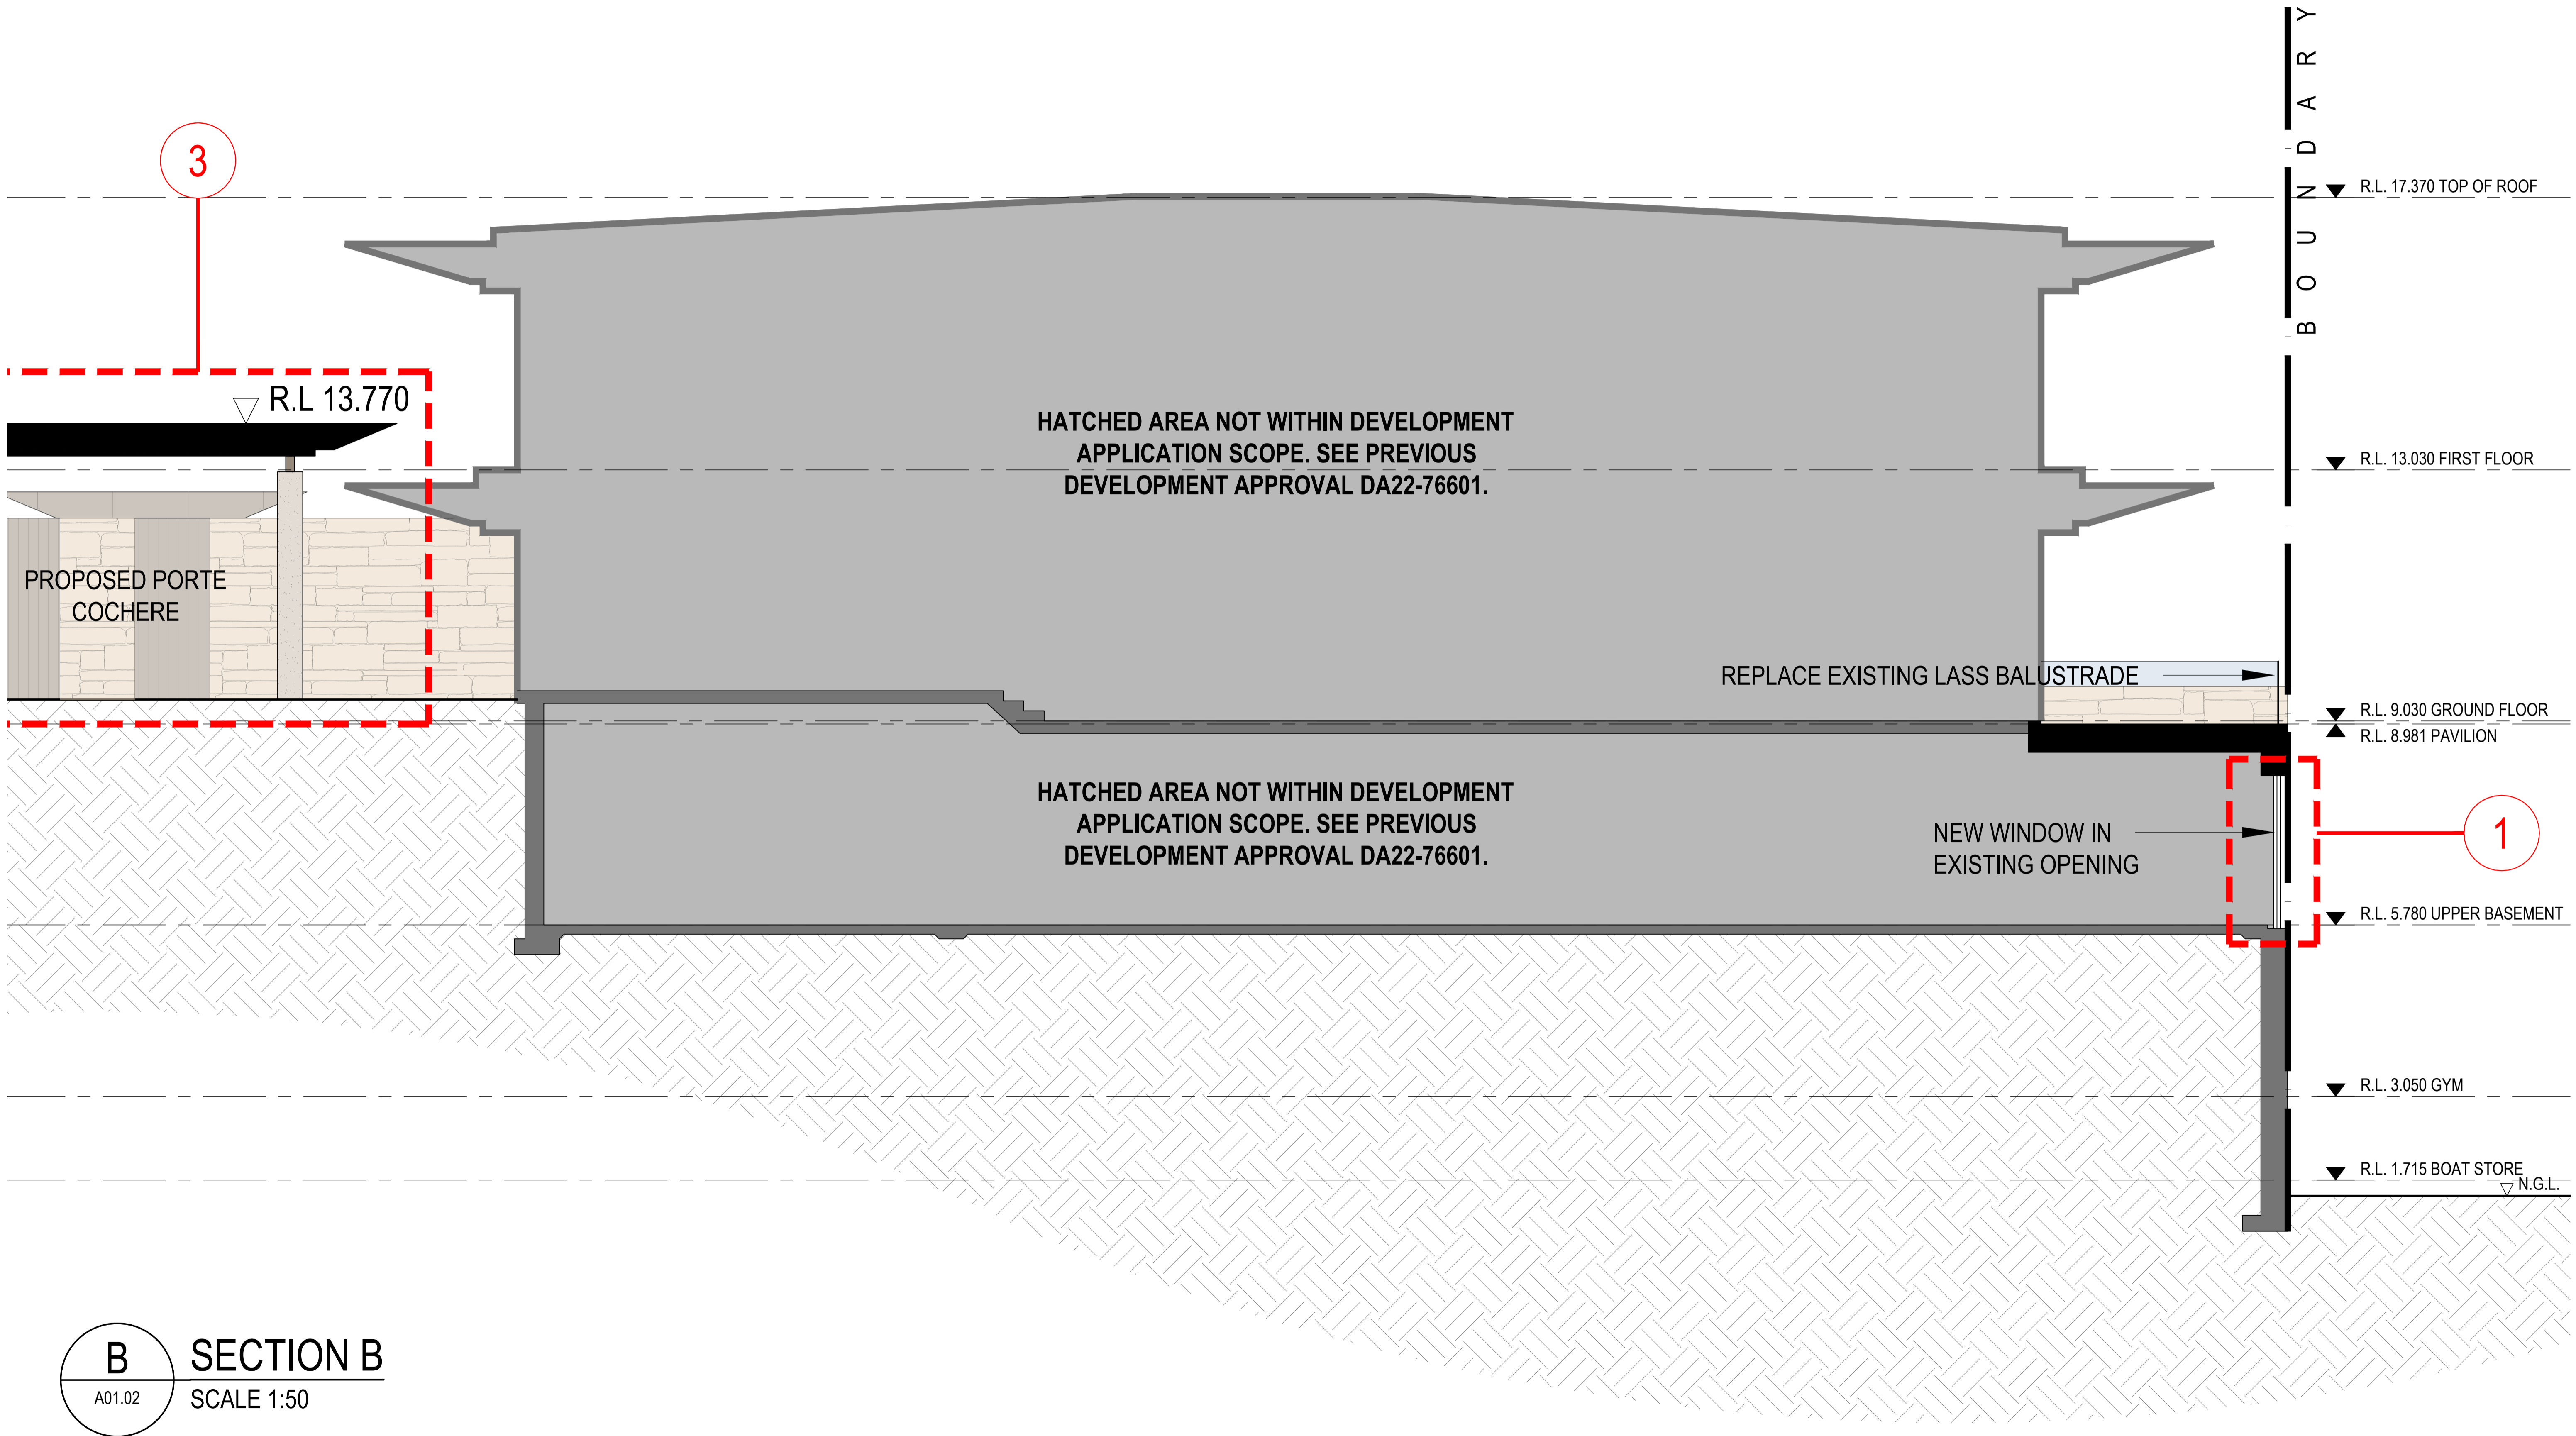 BOUNDARY
3
R.L. 17.370 TOP OF ROOF
R.L 13.770
HATCHED AREA NOT WITHIN DEVELOPMENT
APPLICATION SCOPE. SEE PREVIOUS
DEVELOPMENT APPROVAL DA22-76601.
R.L. 13.030 FIRST FLOOR
PROPOSED PORTE
COCHERE
REPLACE EXISTING LASS BALUSTRADE
R.L. 9.030 GROUND FLOOR
R.L. 8.981 PAVILION
HATCHED AREA NOT WITHIN DEVELOPMENT
APPLICATION SCOPE. SEE PREVIOUS
DEVELOPMENT APPROVAL DA22-76601.
NEW WINDOW IN
EXISTING OPENING
1
R.L. 5.780 UPPER BASEMENT
R.L. 3.050 GYM
R.L. 1.715 BOAT STORE
N.G.L.
B
A01.02
SECTION B
SCALE 1:50